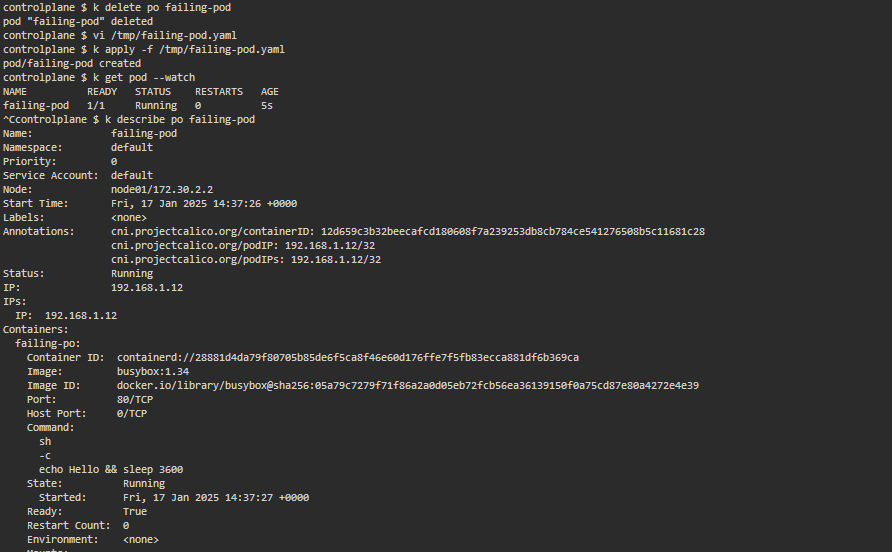 controlplane $ k delete po failing-pod
pod "failing-pod" deleted
controlplane $ vi /tmp/failing-pod.yaml
controlplane $ k apply -f /tmp/failing-pod.yaml
pod/failing-pod created
controlplane $ k get pod --watch
NAME          READY   STATUS    RESTARTS   AGE
failing-pod   1/1     Running   0          5s
^Ccontrolplane $ k describe po failing-pod
Name:             failing-pod
Namespace:        default
Priority:         0
Service Account:  default
Node:             node01/172.30.2.2
Start Time:       Fri, 17 Jan 2025 14:37:26 +0000
Labels:           <none>
Annotations:      cni.projectcalico.org/containerID: 12d659c3b32beecafcd180608f7a239253db8cb784ce541276508b5c11681c28
                  cni.projectcalico.org/podIP: 192.168.1.12/32
                  cni.projectcalico.org/podIPs: 192.168.1.12/32
Status:           Running
IP:               192.168.1.12
IPs:
  IP:  192.168.1.12
Containers:
  failing-po:
    Container ID:  containerd://28881d4da79f80705b85de6f5ca8f46e60d176ffe7f5fb83ecca881df6b369ca
    Image:         busybox:1.34
    Image ID:      docker.io/library/busybox@sha256:05a79c7279f71f86a2a0d05eb72fcb56ea36139150f0a75cd87e80a4272e4e39
    Port:          80/TCP
    Host Port:     0/TCP
    Command:
      sh
      -c
      echo Hello && sleep 3600
    State:          Running
      Started:      Fri, 17 Jan 2025 14:37:27 +0000
    Ready:          True
    Restart Count:  0
    Environment:    <none>
    Mounts: